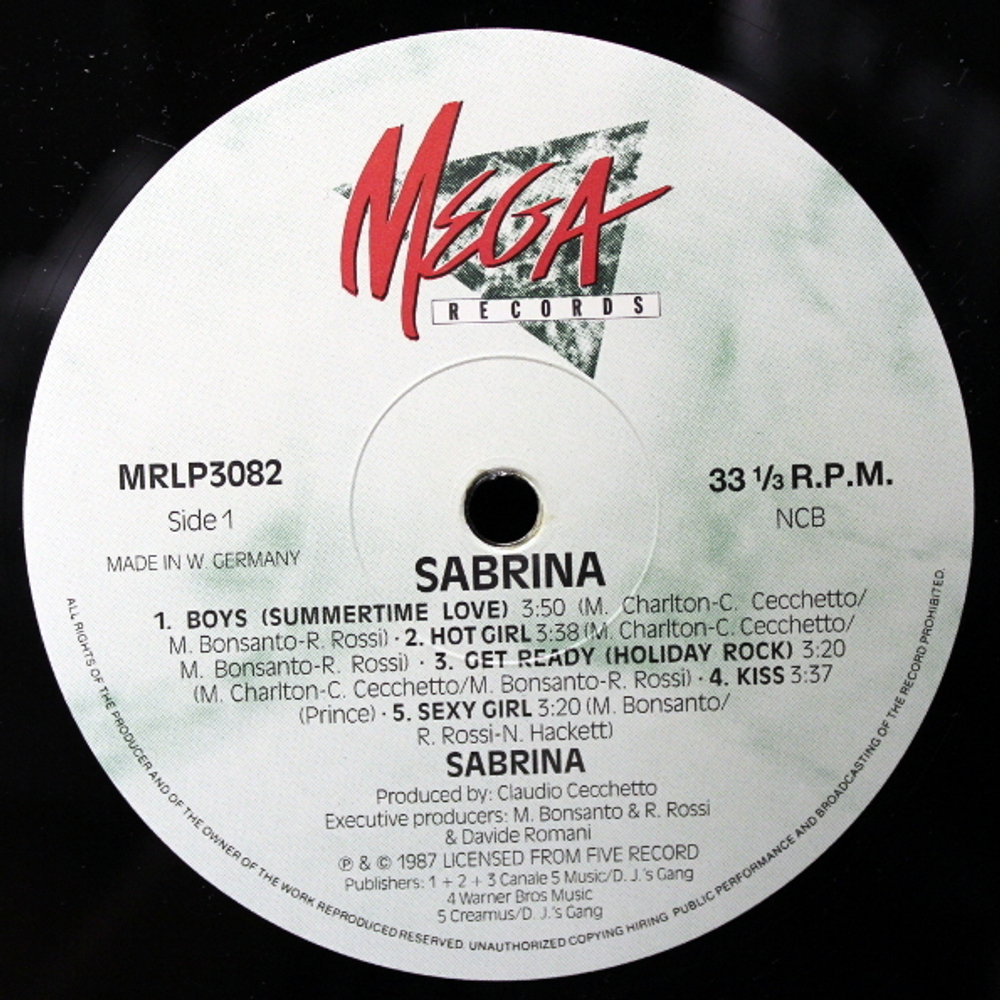 MEGA
RECORDS
MRLP3082
Side 1
MADE IN W. GERMANY
33 1/3 R.P.M.
NCB
SABRINA
1. BOYS (SUMMERTIME LOVE) 3:50 (M. Charlton-C. Cecchetto/
M. Bonsanto-R. Rossi) · 2. HOT GIRL 3:38 (M. Charlton-C. Cecchetto/
M. Bonsanto-R. Rossi) · 3. GET READY (HOLIDAY ROCK) 3:20
(M. Charlton-C. Cecchetto/M. Bonsanto-R. Rossi) · 4. KISS 3:37
(Prince) · 5. SEXY GIRL 3:20 (M. Bonsanto/
R. Rossi-N. Hackett)
SABRINA
Produced by: Claudio Cecchetto
Executive producers: M. Bonsanto & R. Rossi
& Davide Romani
℗ & © 1987 LICENSED FROM FIVE RECORD
Publishers: 1 + 2 + 3 Canale 5 Music/D. J.'s Gang
4 Warner Bros Music
5 Creamus/D. J.'s Gang
ALL RIGHTS OF THE PRODUCER AND OF THE OWNER OF THE WORK REPRODUCED RESERVED. UNAUTHORIZED COPYING HIRING PUBLIC PERFORMANCE AND BROADCASTING OF THE RECORD PROHIBITED.